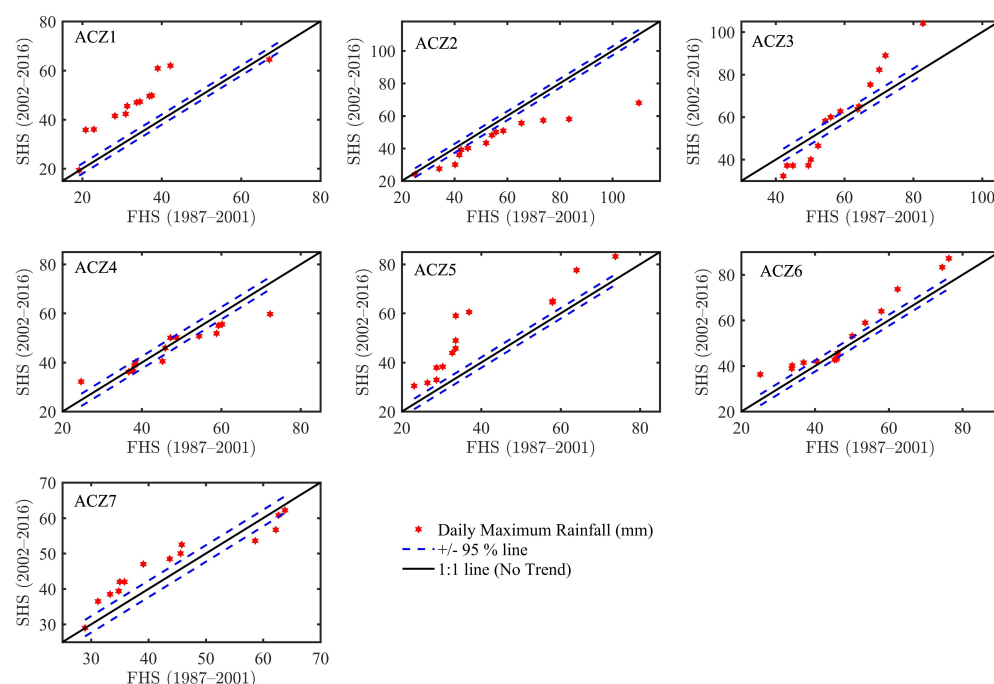 80
60
40
20
SHS (2002–2016)
ACZ1
20
40
60
80
FHS (1987–2001)
100
80
60
40
20
SHS (2002–2016)
ACZ2
20
40
60
80
100
FHS (1987–2001)
100
80
60
40
SHS (2002–2016)
ACZ3
40
60
80
100
FHS (1987–2001)
80
60
40
20
SHS (2002–2016)
ACZ4
20
40
60
80
FHS (1987–2001)
80
60
40
20
SHS (2002–2016)
ACZ5
20
40
60
80
FHS (1987–2001)
80
60
40
20
SHS (2002–2016)
ACZ6
20
40
60
80
FHS (1987–2001)
70
60
50
40
30
SHS (2002–2016)
ACZ7
30
40
50
60
70
FHS (1987–2001)
Daily Maximum Rainfall (mm)
+/- 95 % line
1:1 line (No Trend)